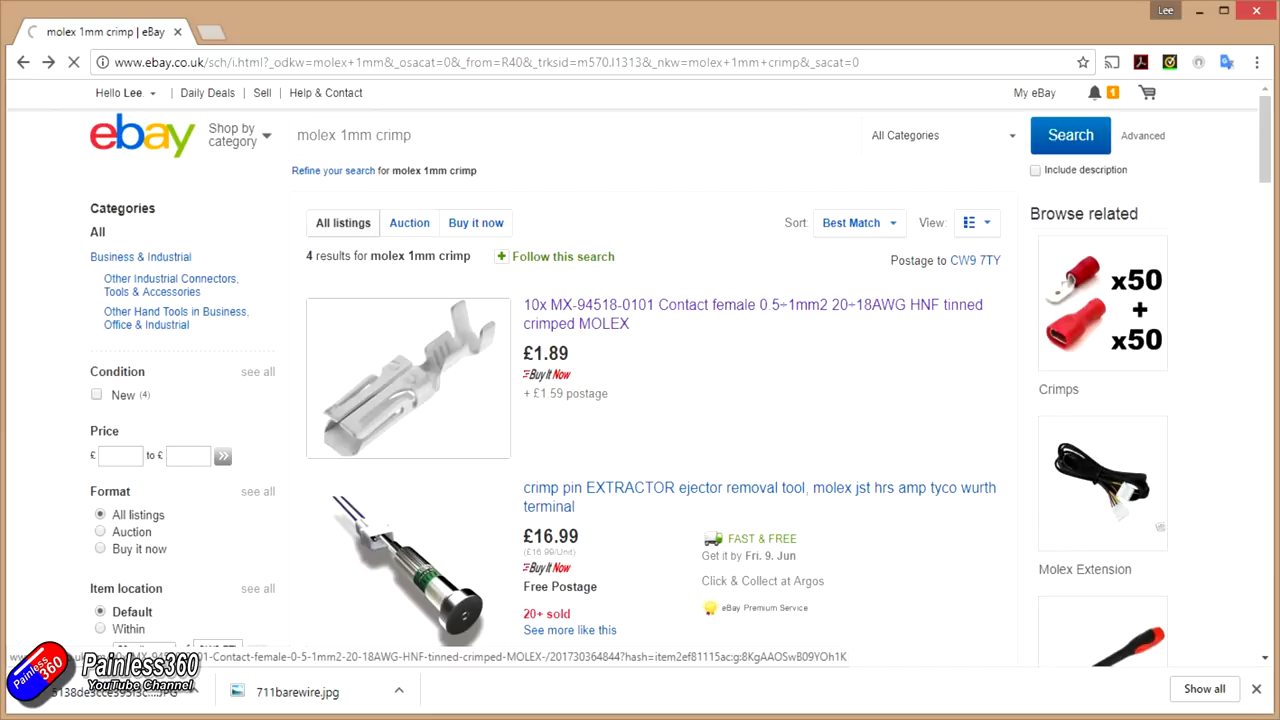 Lee
molex 1mm crimp | eBay
www.ebay.co.uk/sch/i.html?_odkw=molex+1mm&_osacat=0&_from=R40&_trksid=m570.l1313&_nkw=molex+1mm+crimp&_sacat=0
Hello Lee. Daily Deals | Sell | Help & Contact
My eBay 1
ebay
Shop by
category
molex 1mm crimp
All Categories
Search
Advanced
Refine your search for molex 1mm crimp
Include description
Categories
All
Business & Industrial
Other Industrial Connectors,
Tools & Accessories
Other Hand Tools in Business,
Office & Industrial
Condition see all
New (4)
Price
£ to £
Format see all
All listings
Auction
Buy it now
Item location see all
Default
Within
All listings Auction Buy it now
Sort: Best Match View:
4 results for molex 1mm crimp + Follow this search
Postage to CW9 7TY
10x MX-94518-0101 Contact female 0.5÷1mm2 20÷18AWG HNF tinned
crimped MOLEX
£1.89
Buy It Now
+ £1.59 postage
crimp pin EXTRACTOR ejector removal tool, molex jst hrs amp tyco wurth
terminal
£16.99
(£16.99/Unit)
Buy It Now
Free Postage
20+ sold
See more like this
FAST & FREE
Get it by Fri. 9. Jun
Click & Collect at Argos
eBay Premium Service
Browse related
x50
+
x50
Crimps
Molex Extension
-0101-Contact-female-0-5-1mm2-20-18AWG-HNF-tinned-crimped-MOLEX-/201730364844?hash=item2ef81115ac:g:8KgAAOSwB09YOh1K
Painless360
Painless360
YouTube Channel
711barewire.jpg
Show all